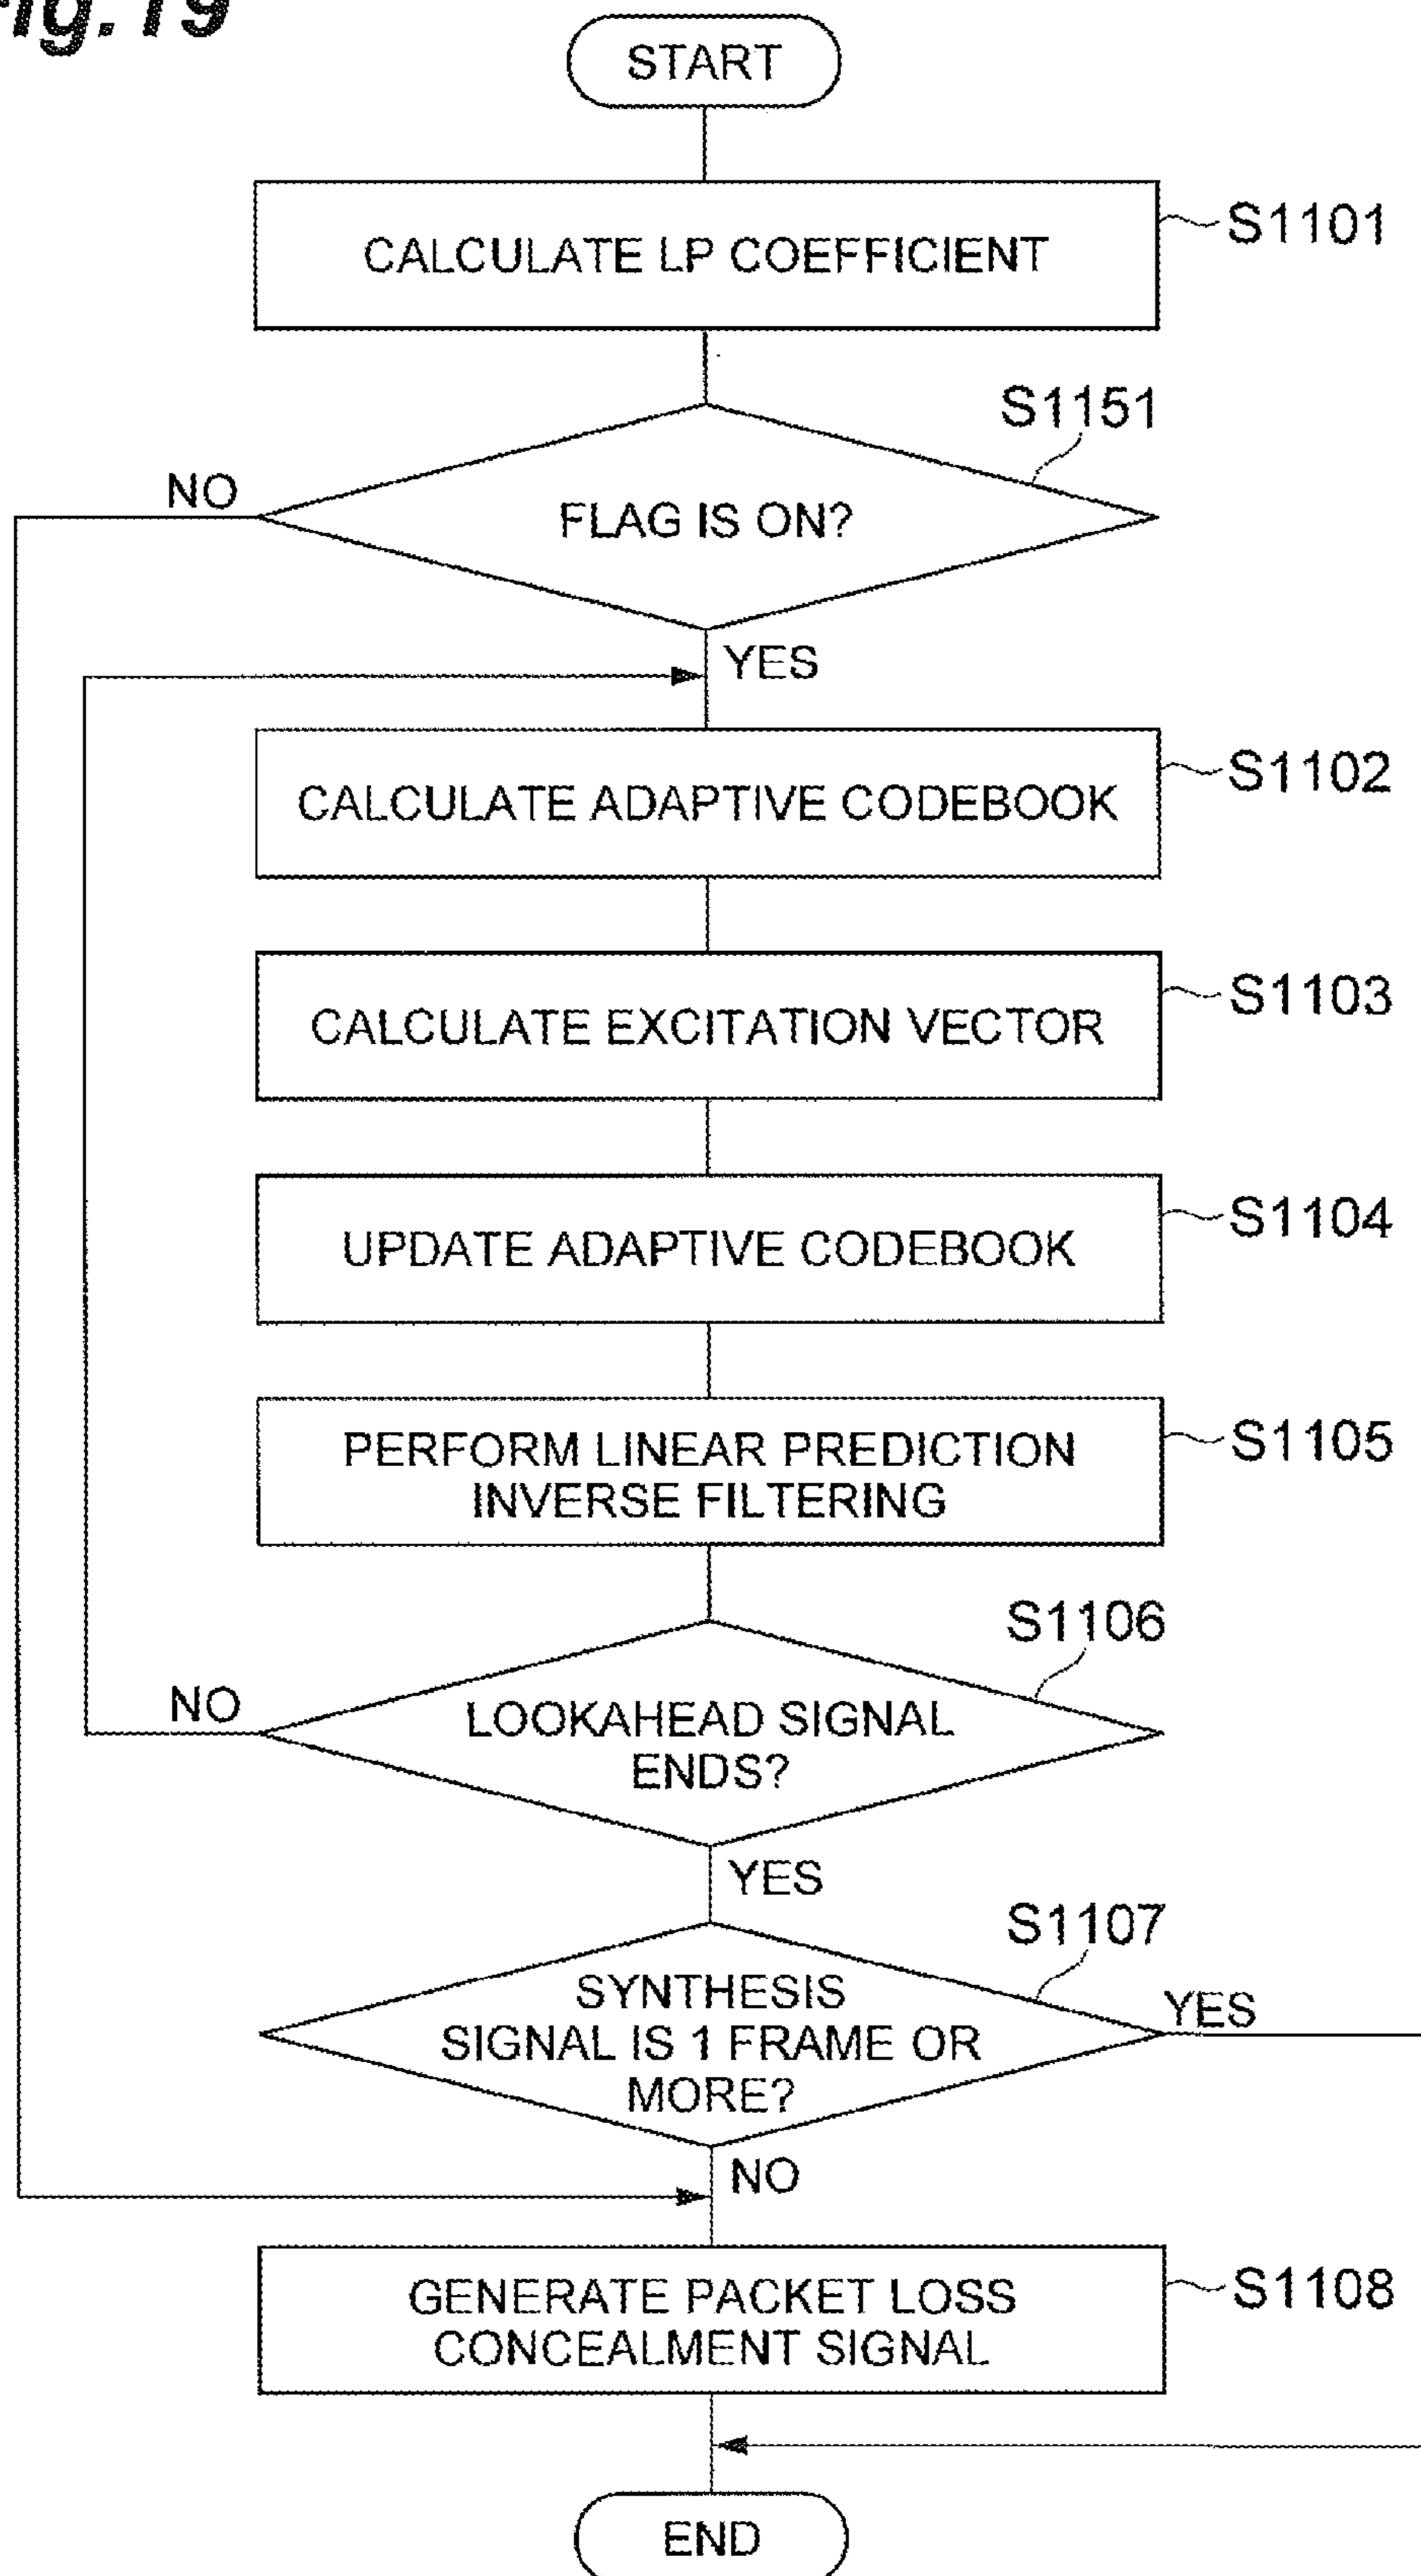 Fig.19
START
CALCULATE LP COEFFICIENT
S1101
S1151
NO
FLAG IS ON?
YES
CALCULATE ADAPTIVE CODEBOOK
S1102
CALCULATE EXCITATION VECTOR
S1103
UPDATE ADAPTIVE CODEBOOK
S1104
PERFORM LINEAR PREDICTION
INVERSE FILTERING
S1105
S1106
NO
LOOKAHEAD SIGNAL
ENDS?
YES
S1107
SYNTHESIS
SIGNAL IS 1 FRAME OR
MORE?
YES
NO
GENERATE PACKET LOSS
CONCEALMENT SIGNAL
S1108
END